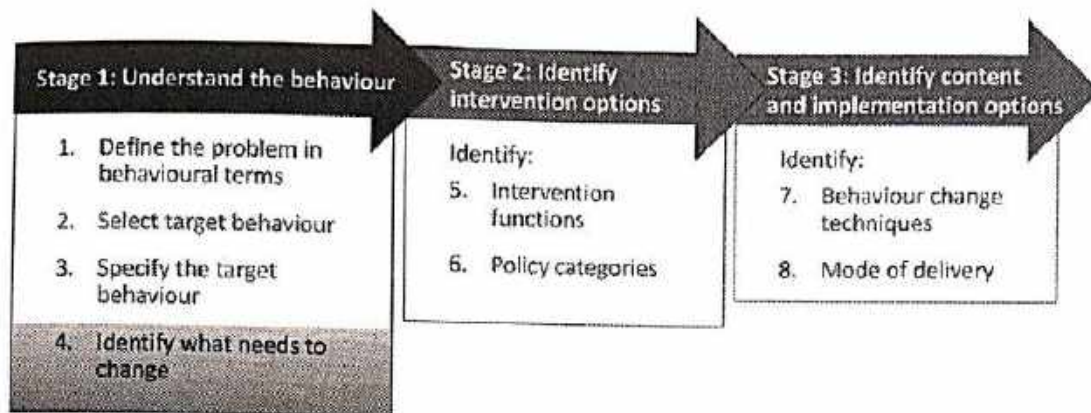 Stage 1: Understand the behaviour
1. Define the problem in
behavioural terms
2. Select target behaviour
3. Specify the target
behaviour
4. Identify what needs to
change
Stage 2: Identify
intervention options
Identify:
5. Intervention
functions
6. Policy categories
Stage 3: Identify content
and implementation options
Identify:
7. Behaviour change
techniques
8. Mode of delivery